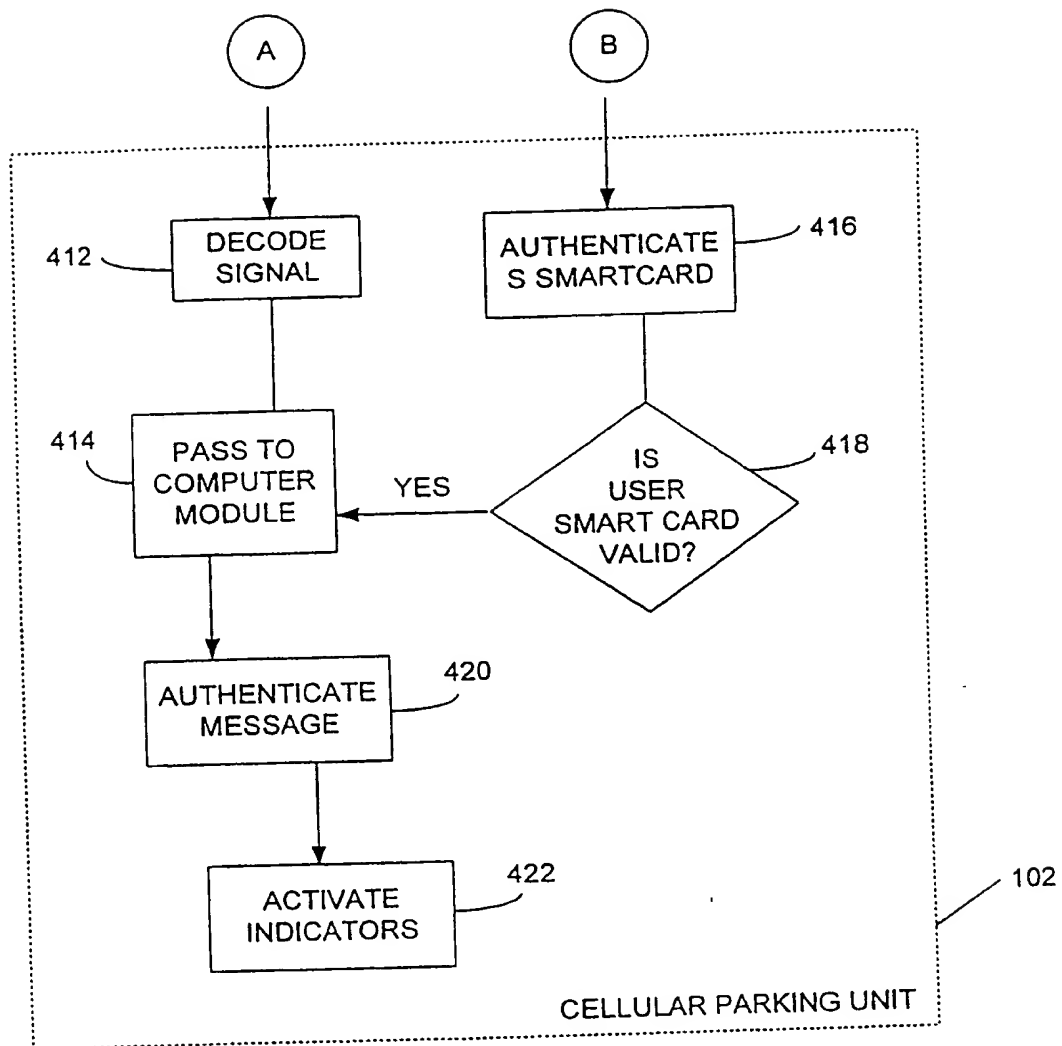 A
B
412
DECODE
SIGNAL
AUTHENTICATE
S SMARTCARD
416
414
PASS TO
COMPUTER
MODULE
YES
IS
USER
SMART CARD
VALID?
418
AUTHENTICATE
MESSAGE
420
ACTIVATE
INDICATORS
422
102
CELLULAR PARKING UNIT